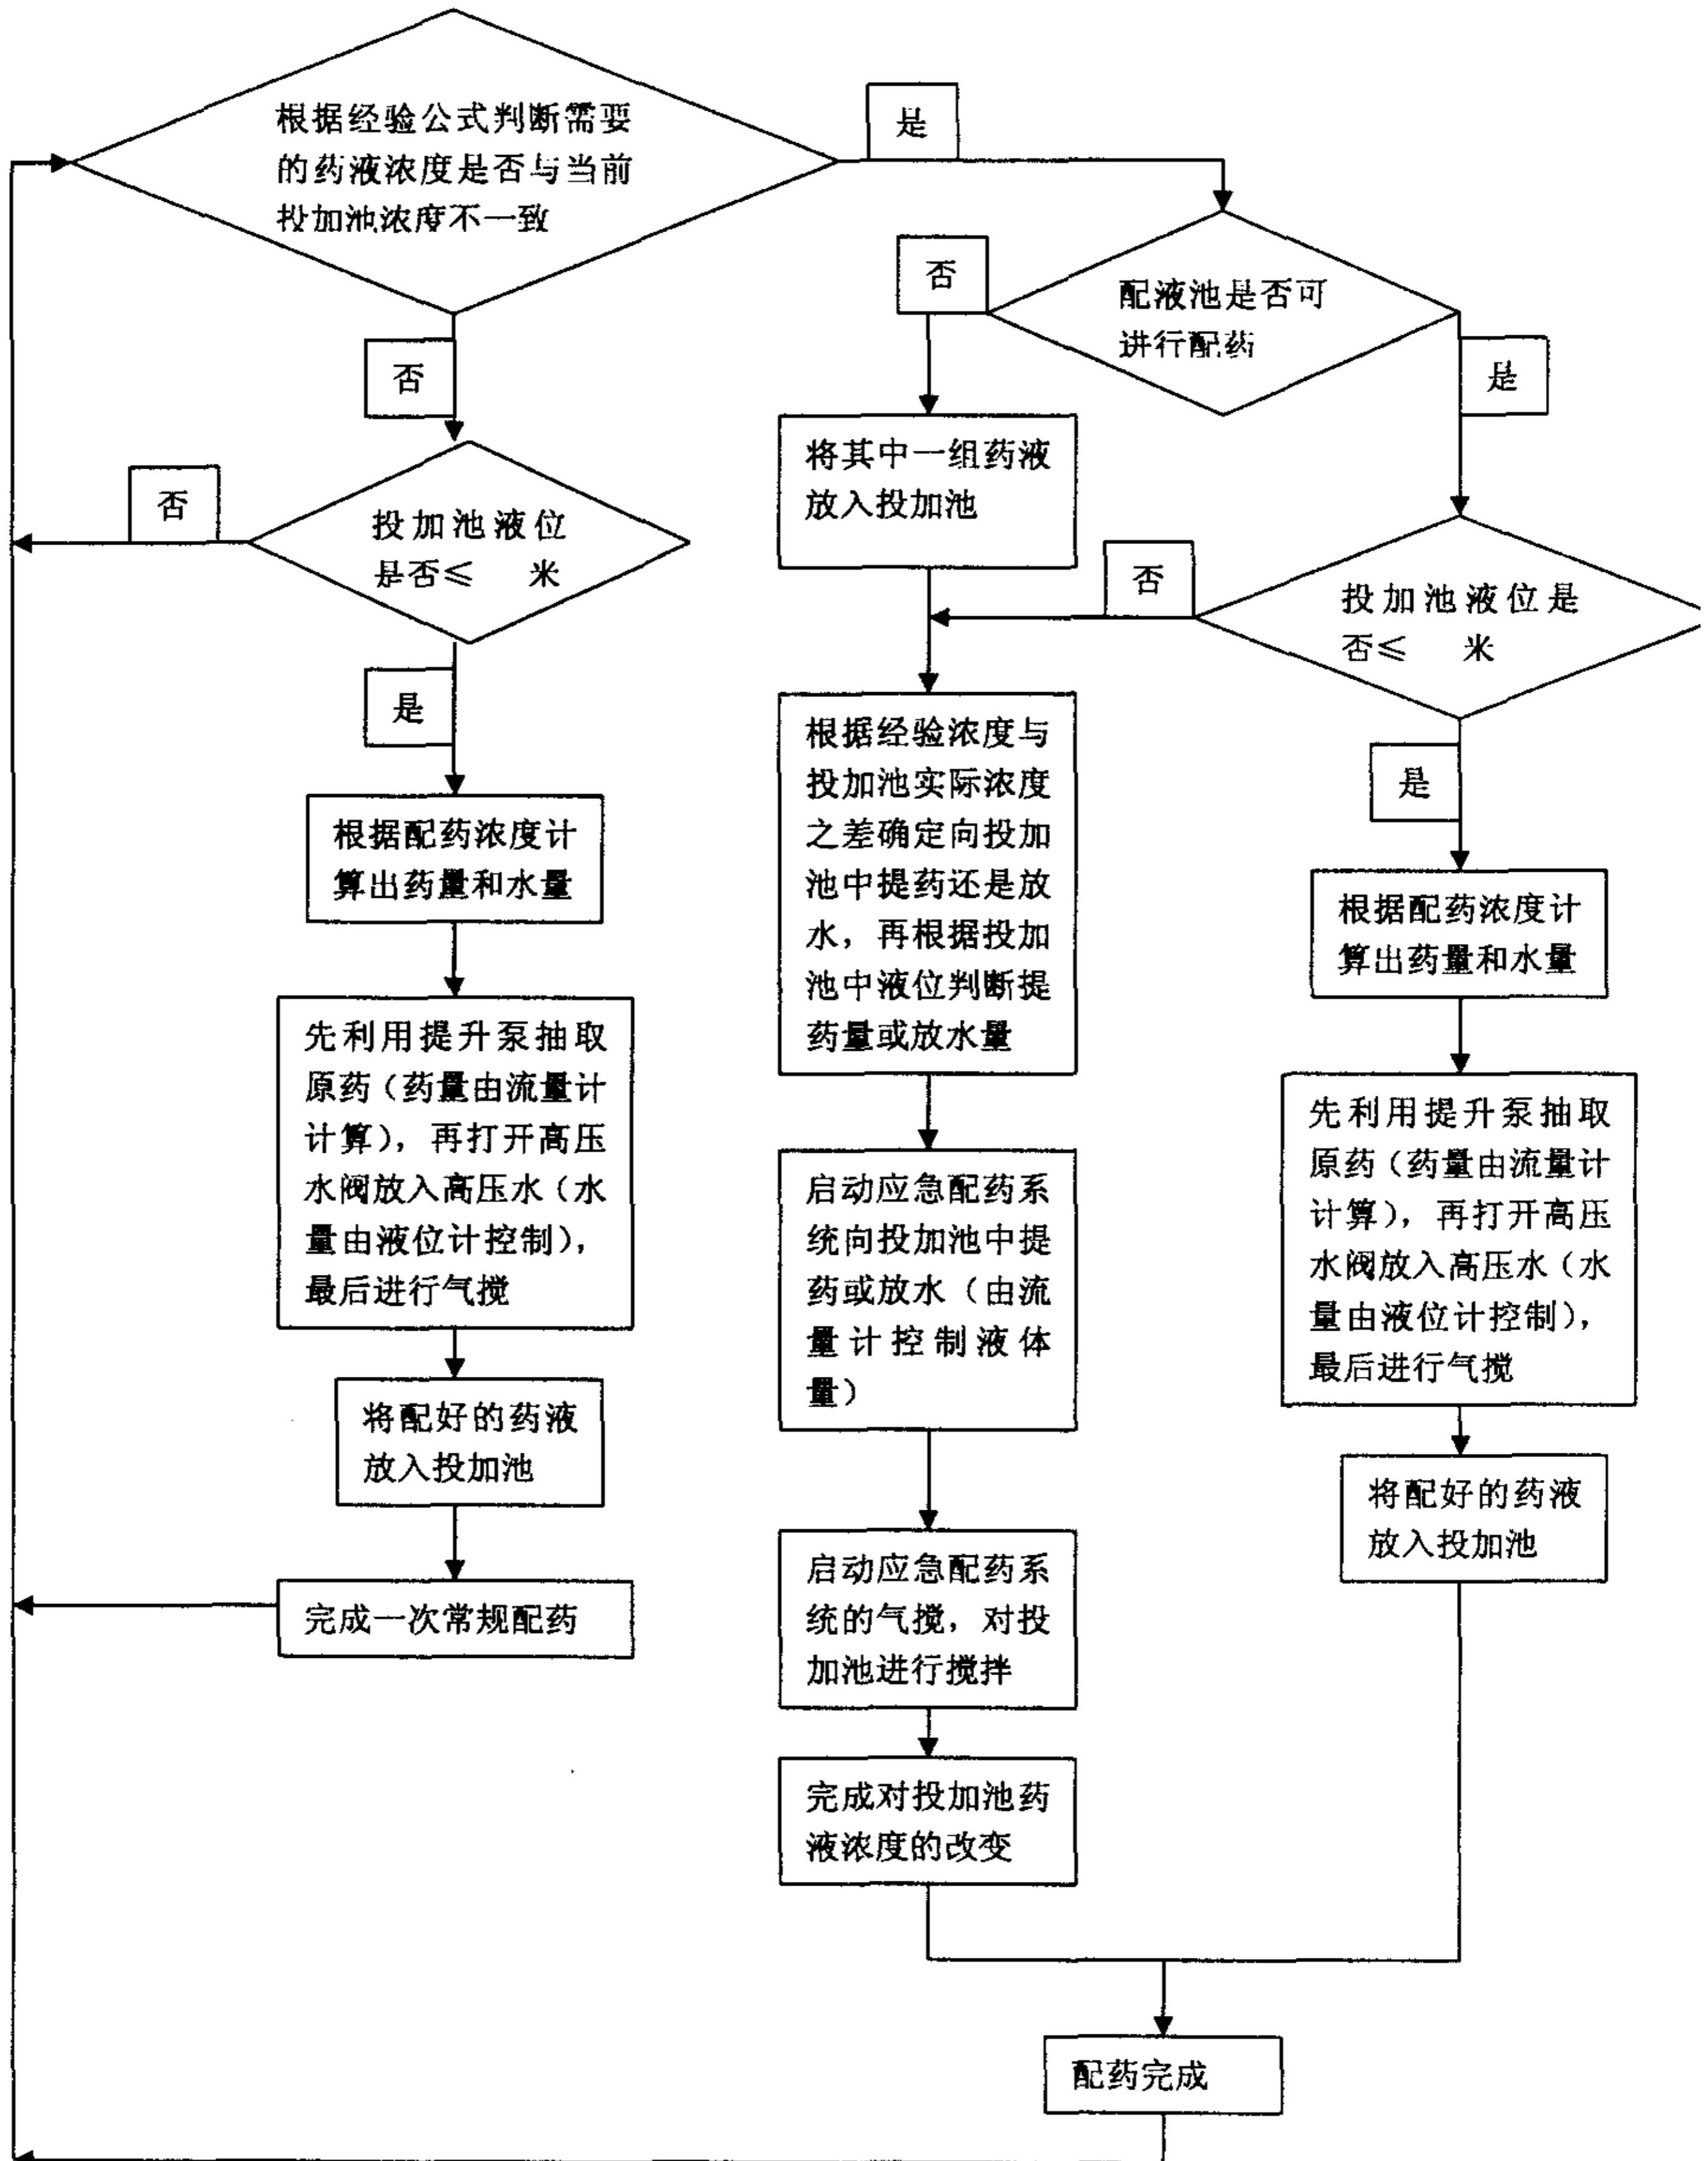 根据经验公式判断需要
的药液浓度是否与当前
投加池浓度不一致
是
否
配液池是否可
进行配药
否
是
将其中一组药液
放入投加池
否
投加池液位
是否≤ 米
否
投加池液位是
否≤ 米
是
根据经验浓度与
投加池实际浓度
之差确定向投加
池中提药还是放
水，再根据投加
池中液位判断提
药量或放水量
是
根据配药浓度计
算出药量和水量
根据配药浓度计
算出药量和水量
先利用提升泵抽取
原药（药量由流量计
计算），再打开高压
水阀放入高压水（水
量由液位计控制），
最后进行气搅
先利用提升泵抽取
原药（药量由流量计
计算），再打开高压
水阀放入高压水（水
量由液位计控制），
最后进行气搅
启动应急配药系
统向投加池中提
药或放水（由流
量计控制液体
量）
将配好的药液
放入投加池
将配好的药液
放入投加池
启动应急配药系
统的气搅，对投
加池进行搅拌
完成一次常规配药
完成对投加池药
液浓度的改变
配药完成